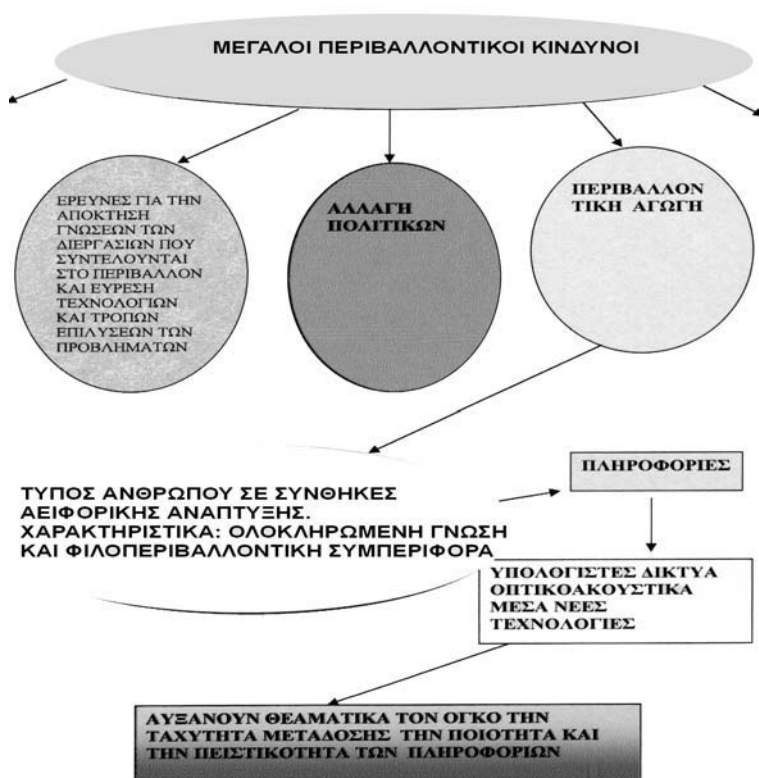 ΜΕΓΑΛΟΙ ΠΕΡΙΒΑΛΛΟΝΤΙΚΟΙ ΚΙΝΔΥΝΟΙ
ΕΡΕΥΝΕΣ ΓΙΑ ΤΗΝ
ΑΠΟΚΤΗΣΗ
ΓΝΩΣΕΩΝ ΤΩΝ
ΔΙΕΡΓΑΣΙΩΝ ΠΟΥ
ΣΥΝΤΕΛΟΥΝΤΑΙ
ΣΤΟ ΠΕΡΙΒΑΛΛΟΝ
ΚΑΙ ΕΥΡΕΣΗ
ΤΕΧΝΟΛΟΓΙΩΝ
ΚΑΙ ΤΡΟΠΩΝ
ΕΠΙΛΥΣΕΩΝ ΤΩΝ
ΠΡΟΒΛΗΜΑΤΩΝ
ΑΛΛΑΓΗ
ΠΟΛΙΤΙΚΩΝ
ΠΕΡΙΒΑΛΛΟΝ
ΤΙΚΗ ΑΓΩΓΗ
ΤΥΠΟΣ ΑΝΘΡΩΠΟΥ ΣΕ ΣΥΝΘΗΚΕΣ
ΑΕΙΦΟΡΙΚΗΣ ΑΝΑΠΤΥΞΗΣ.
ΧΑΡΑΚΤΗΡΙΣΤΙΚΑ: ΟΛΟΚΛΗΡΩΜΕΝΗ ΓΝΩΣΗ
ΚΑΙ ΦΙΛΟΠΕΡΙΒΑΛΛΟΝΤΙΚΗ ΣΥΜΠΕΡΙΦΟΡΑ
ΠΛΗΡΟΦΟΡΙΕΣ
ΥΠΟΛΟΓΙΣΤΕΣ ΔΙΚΤΥΑ
ΟΠΤΙΚΟΑΚΟΥΣΤΙΚΑ
ΜΕΣΑ ΝΕΕΣ
ΤΕΧΝΟΛΟΓΙΕΣ
ΑΥΞΑΝΟΥΝ ΘΕΑΜΑΤΙΚΑ ΤΟΝ ΟΓΚΟ ΤΗΝ
ΤΑΧΥΤΗΤΑ ΜΕΤΑΔΟΣΗΣ ΤΗΝ ΠΟΙΟΤΗΤΑ ΚΑΙ
ΤΗΝ ΠΕΙΣΤΙΚΟΤΗΤΑ ΤΩΝ ΠΛΗΡΟΦΟΡΙΩΝ